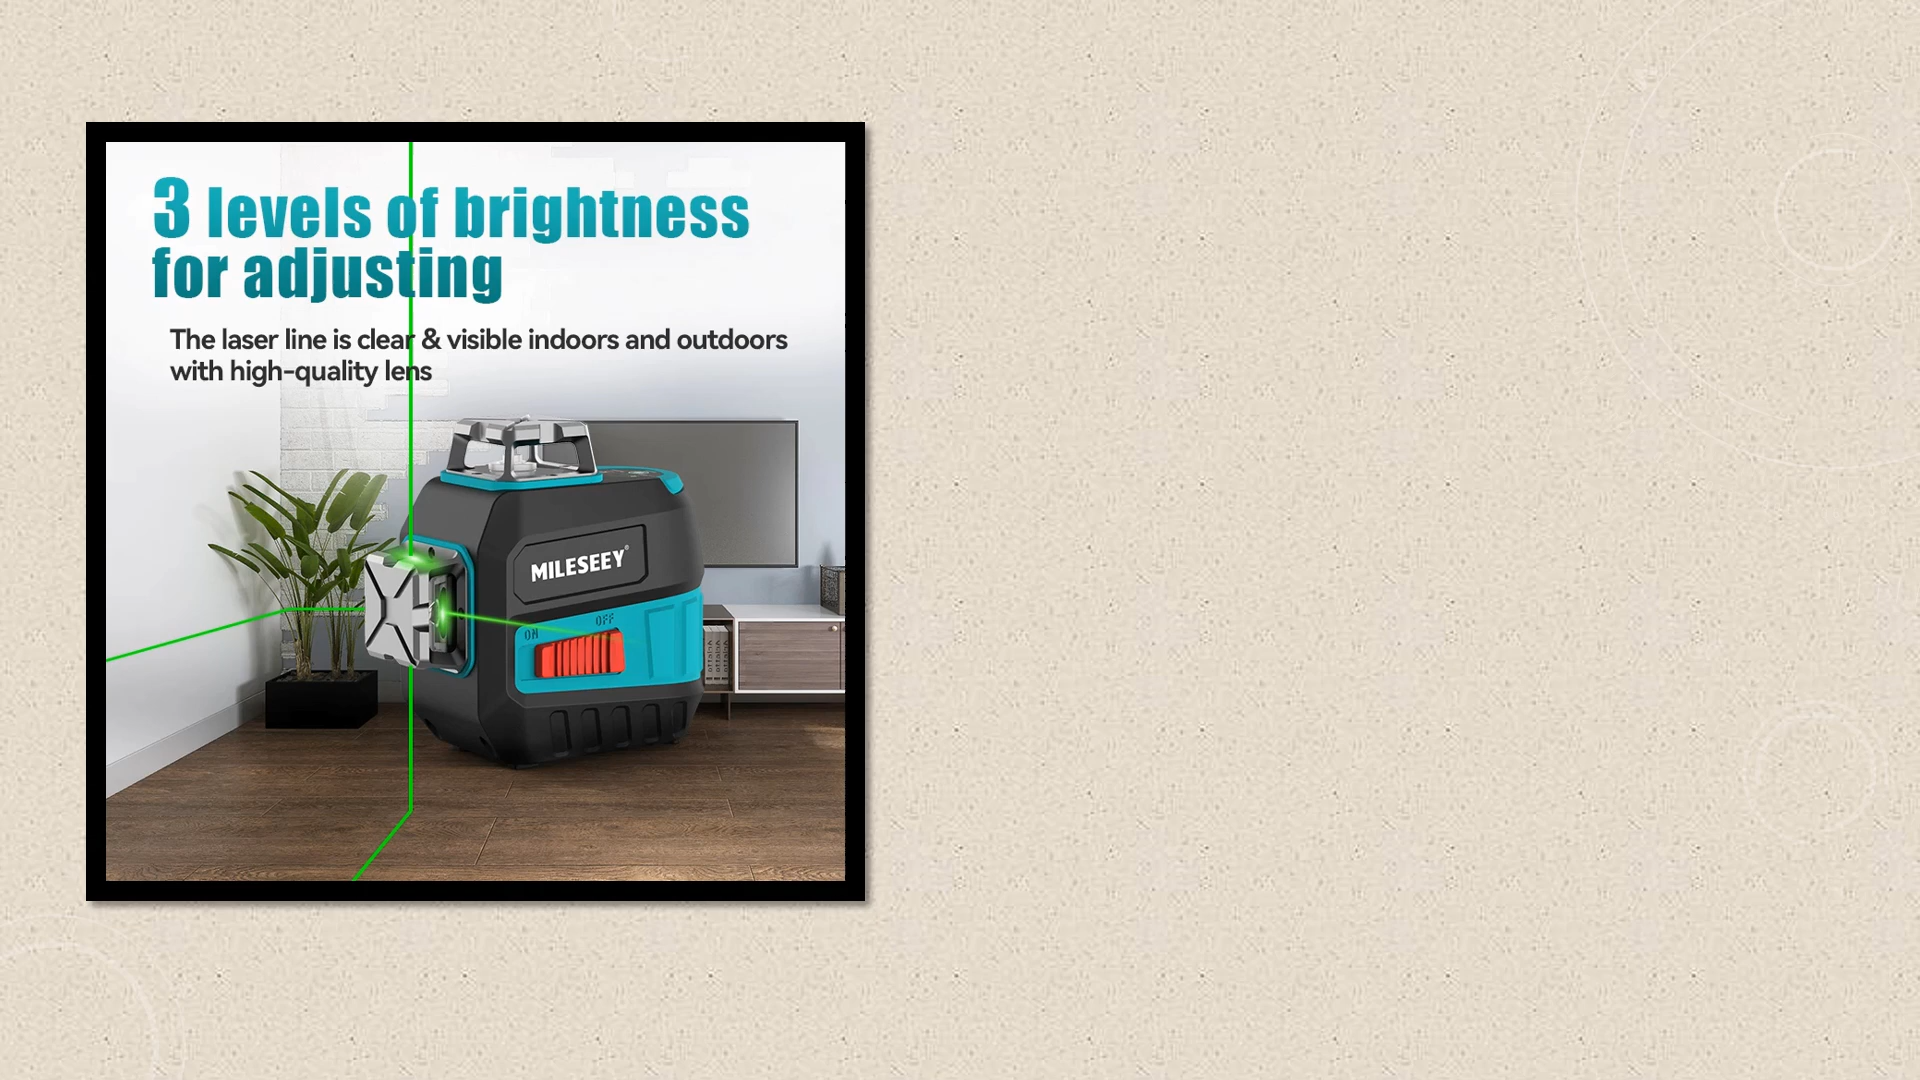 3 levels of brightness
for adjusting
The laser line is clear & visible indoors and outdoors
with high-quality lens
MILESEEY®
ON OFF